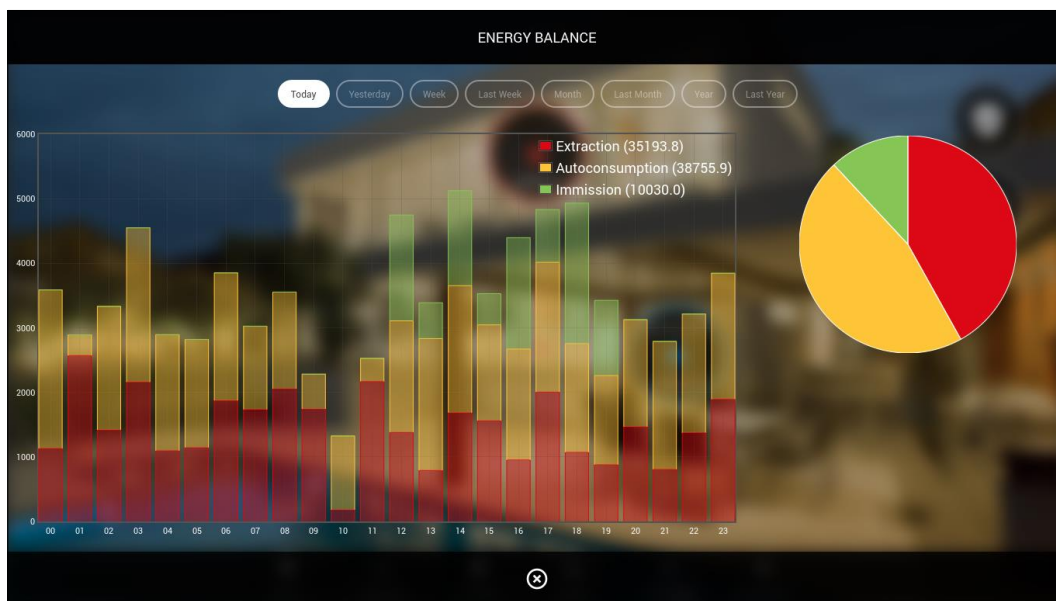 ENERGY BALANCE
Today Yesterday Week Last Week Month Last Month Year Last Year
6000
Extraction (35193.8)
Autoconsumption (38755.9)
Immission (10030.0)
5000
4000
3000
2000
1000
0
00 01 02 03 04 05 06 07 08 09 10 11 12 13 14 15 16 17 18 19 20 21 22 23